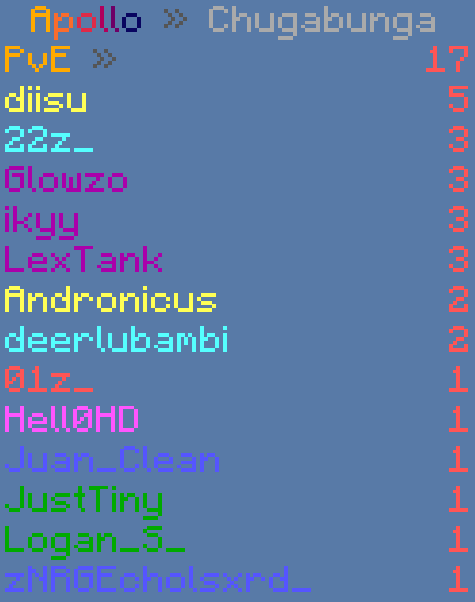 Apollo » Chugabunga
PvE » 17
diisu 5
22z_ 3
Glowzo 3
ikyy 3
LexTank 3
Andronicus 2
deerlubambi 2
01z_ 1
Hell0HD 1
Juan_Clean 1
JustTiny 1
Logan_S_ 1
zNRGEcholsxrd_ 1